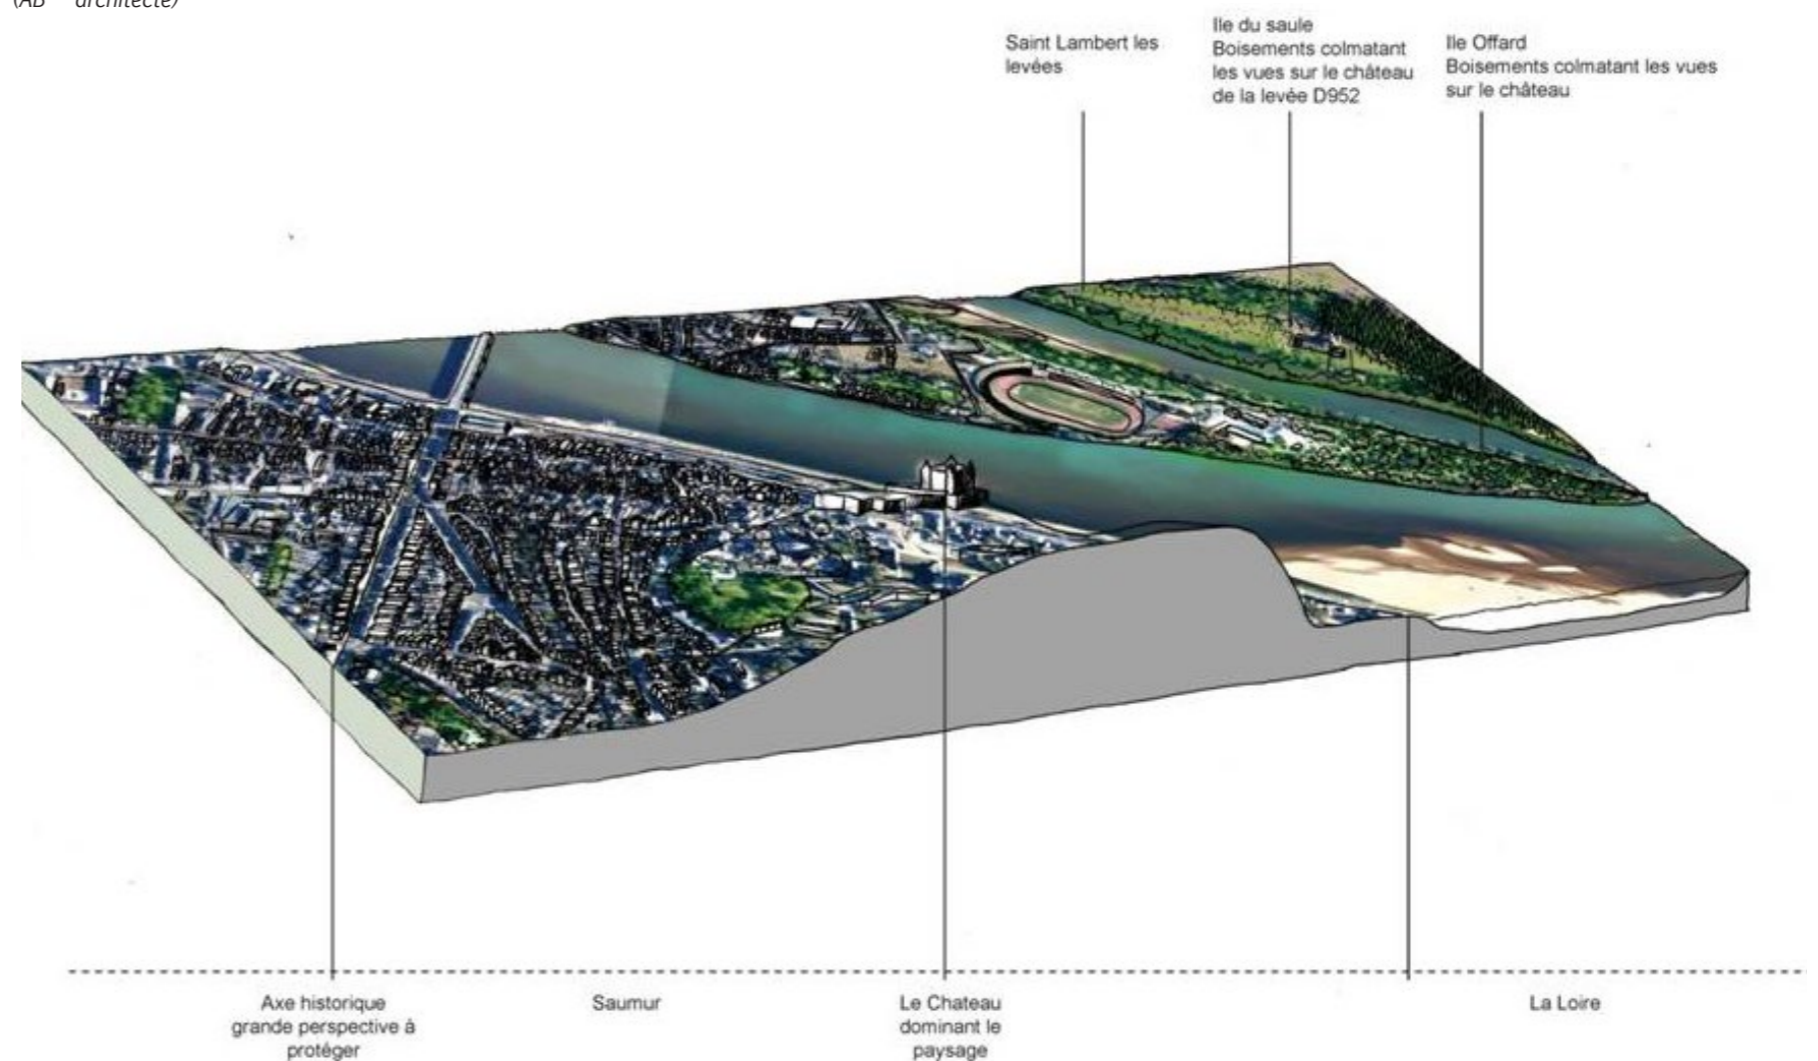 (AB architecte)
Saint Lambert les
levées
Ile du saule
Boisements colmatant
les vues sur le château
de la levée D952
Ile Offard
Boisements colmatant les vues
sur le château
Axe historique
grande perspective à
protéger
Saumur
Le Chateau
dominant le
paysage
La Loire